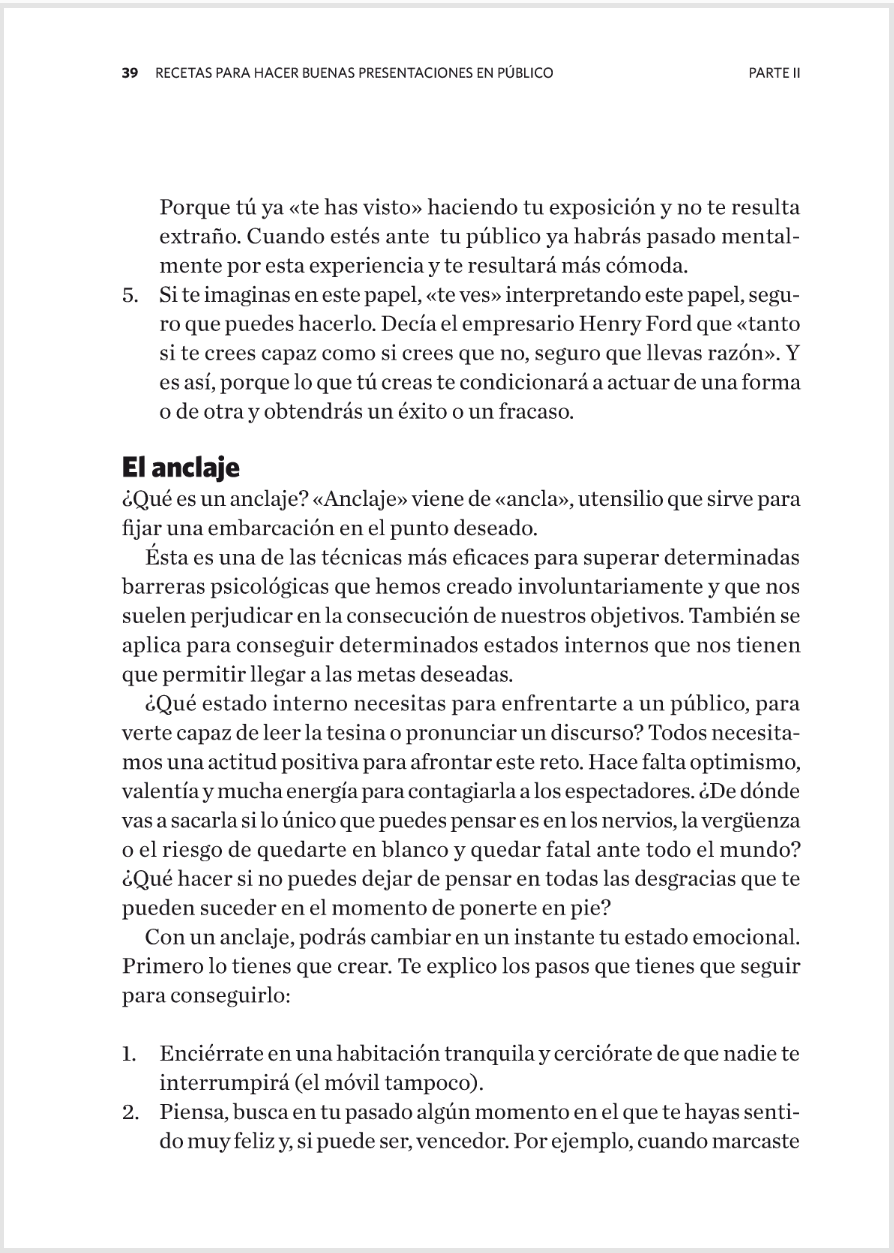 39 RECETAS PARA HACER BUENAS PRESENTACIONES EN PÚBLICO PARTE II
Porque tú ya «te has visto» haciendo tu exposición y no te resulta
extraño. Cuando estés ante tu público ya habrás pasado mental-
mente por esta experiencia y te resultará más cómoda.
5. Si te imaginas en este papel, «te ves» interpretando este papel, segu-
ro que puedes hacerlo. Decía el empresario Henry Ford que «tanto
si te crees capaz como si crees que no, seguro que llevas razón». Y
es así, porque lo que tú creas te condicionará a actuar de una forma
o de otra y obtendrás un éxito o un fracaso.
El anclaje
¿Qué es un anclaje? «Anclaje» viene de «ancla», utensilio que sirve para
fijar una embarcación en el punto deseado.
Ésta es una de las técnicas más eficaces para superar determinadas
barreras psicológicas que hemos creado involuntariamente y que nos
suelen perjudicar en la consecución de nuestros objetivos. También se
aplica para conseguir determinados estados internos que nos tienen
que permitir llegar a las metas deseadas.
¿Qué estado interno necesitas para enfrentarte a un público, para
verte capaz de leer la tesina o pronunciar un discurso? Todos necesita-
mos una actitud positiva para afrontar este reto. Hace falta optimismo,
valentía y mucha energía para contagiarla a los espectadores. ¿De dónde
vas a sacarla si lo único que puedes pensar es en los nervios, la vergüenza
o el riesgo de quedarte en blanco y quedar fatal ante todo el mundo?
¿Qué hacer si no puedes dejar de pensar en todas las desgracias que te
pueden suceder en el momento de ponerte en pie?
Con un anclaje, podrás cambiar en un instante tu estado emocional.
Primero lo tienes que crear. Te explico los pasos que tienes que seguir
para conseguirlo:
1. Enciérrate en una habitación tranquila y cerciórate de que nadie te
interrumpirá (el móvil tampoco).
2. Piensa, busca en tu pasado algún momento en el que te hayas senti-
do muy feliz y, si puede ser, vencedor. Por ejemplo, cuando marcaste